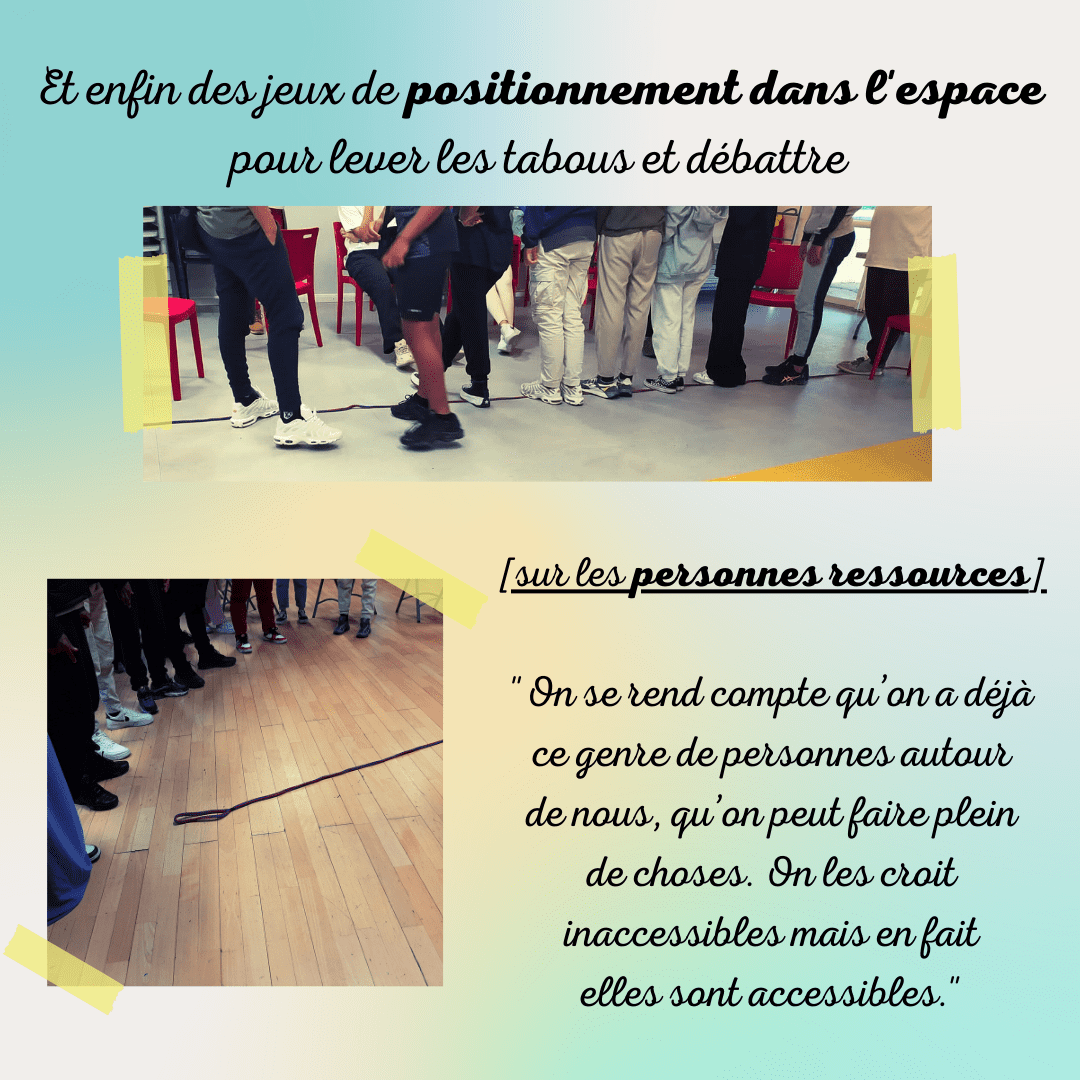 Et enfin des jeux de positionnement dans l'espace
pour lever les tabous et débattre
[sur les personnes ressources]
" On se rend compte qu’on a déjà
ce genre de personnes autour
de nous, qu’on peut faire plein
de choses. On les croit
inaccessibles mais en fait
elles sont accessibles."